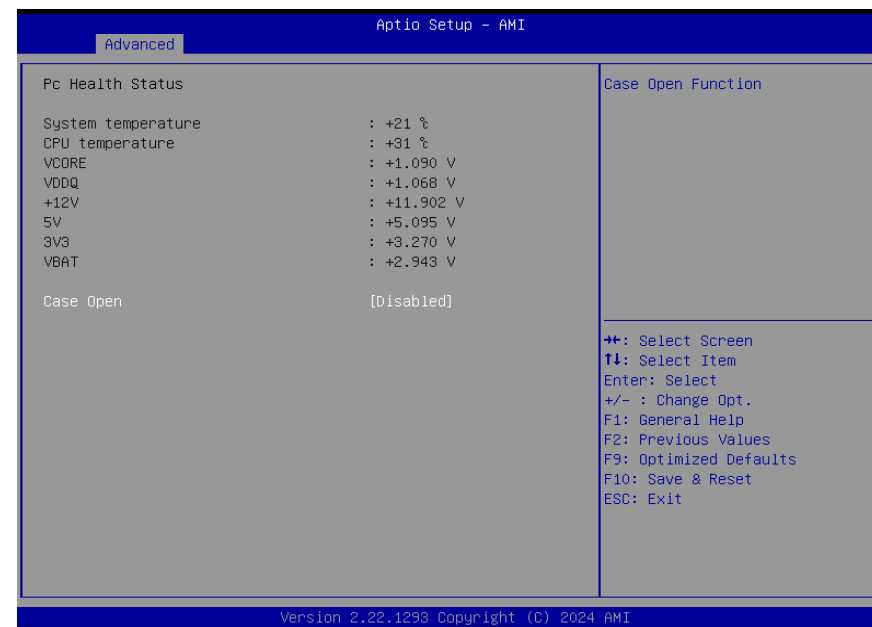 Aptio Setup – AMI
Advanced
Pc Health Status
System temperature : +21 ℃
CPU temperature : +31 ℃
VCORE : +1.090 V
VDDQ : +1.068 V
+12V : +11.902 V
5V : +5.095 V
3V3 : +3.270 V
VBAT : +2.943 V
Case Open [Disabled]
Case Open Function
→←: Select Screen
↑↓: Select Item
Enter: Select
+/- : Change Opt.
F1: General Help
F2: Previous Values
F9: Optimized Defaults
F10: Save & Reset
ESC: Exit
Version 2.22.1293 Copyright (C) 2024 AMI